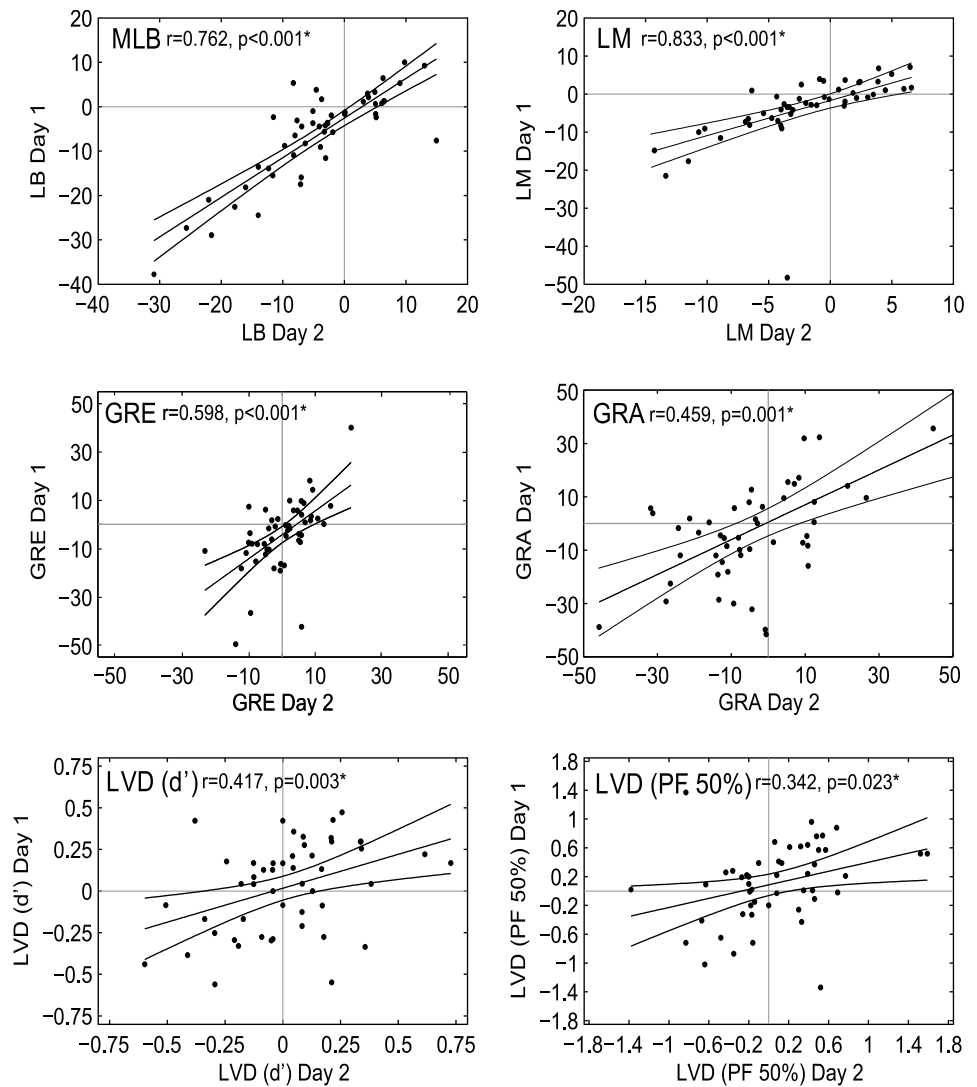 MLB r=0.762, p<0.001*
20
10
0
−10
−20
−30
−40
LB Day 1
−40 −30 −20 −10 0 10 20
LB Day 2
LM r=0.833, p<0.001*
20
10
0
−10
−20
−30
−40
−50
LM Day 1
−20 −15 −10 −5 0 5 10
LM Day 2
GRE r=0.598, p<0.001*
50
30
10
−10
−30
−50
GRE Day 1
−50 −30 −10 10 30 50
GRE Day 2
GRA r=0.459, p=0.001*
50
30
10
−10
−30
−50
GRA Day 1
−50 −30 −10 10 30 50
GRA Day 2
LVD (d’) r=0.417, p=0.003*
0.75
0.5
0.25
0
−0.25
−0.5
−0.75
LVD (d’) Day 1
−0.75 −0.5 −0.25 0 0.25 0.5 0.75
LVD (d’) Day 2
LVD (PF 50%) r=0.342, p=0.023*
1.8
1.4
1
0.6
0.2
−0.2
−0.6
−1
−1.4
−1.8
LVD (PF 50%) Day 1
−1.8 −1.4 −1 −0.6 −0.2 0.2 0.6 1 1.4 1.8
LVD (PF 50%) Day 2